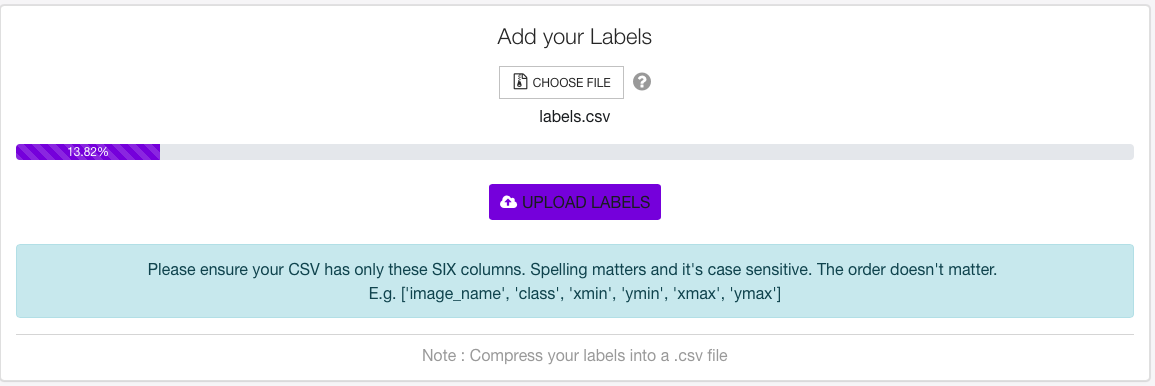 Add your Labels
CHOOSE FILE
labels.csv
13.82%
UPLOAD LABELS
Please ensure your CSV has only these SIX columns. Spelling matters and it's case sensitive. The order doesn't matter.
E.g. ['image_name', 'class', 'xmin', 'ymin', 'xmax', 'ymax']
Note : Compress your labels into a .csv file